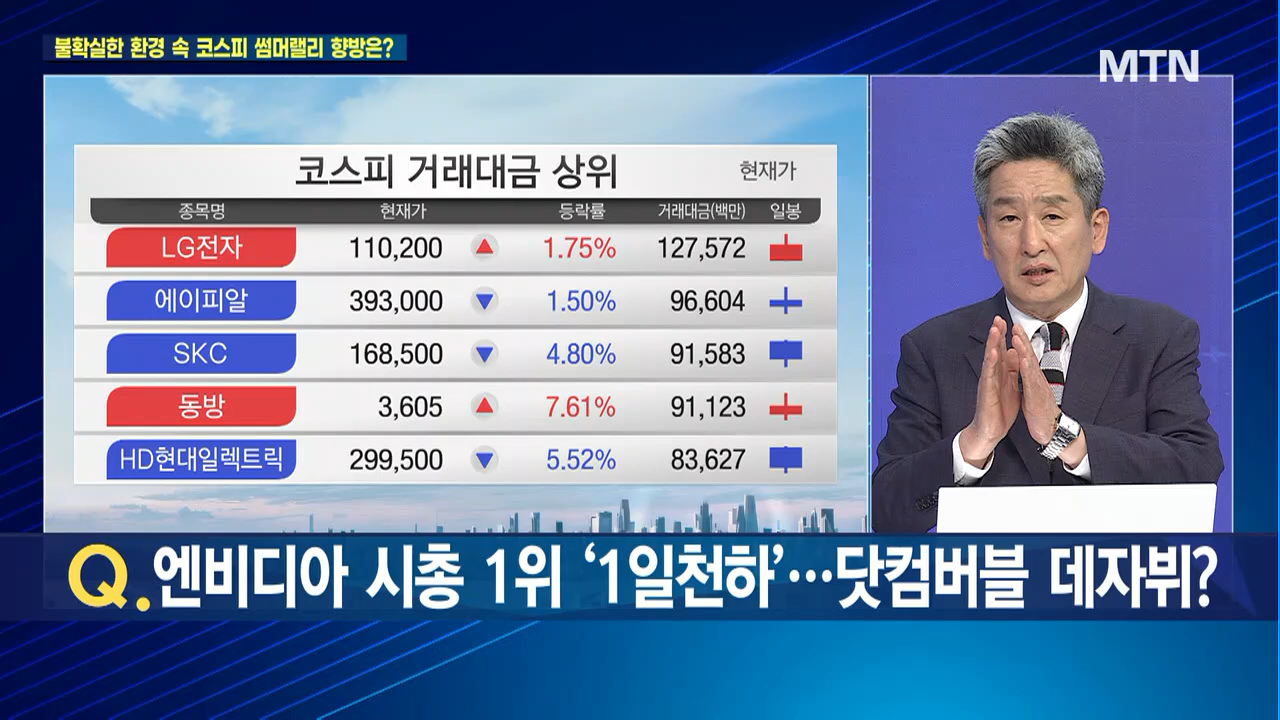 불확실한 환경 속 코스피 썸머랠리 향방은?
MTN
코스피 거래대금 상위 현재가
종목명 현재가 등락률 거래대금(백만) 일봉
LG전자 110,200 ▲ 1.75% 127,572
에이피알 393,000 ▼ 1.50% 96,604
SKC 168,500 ▼ 4.80% 91,583
동방 3,605 ▲ 7.61% 91,123
HD현대일렉트릭 299,500 ▼ 5.52% 83,627
Q.엔비디아 시총 1위 ‘1일천하’…닷컴버블 데자뷔?